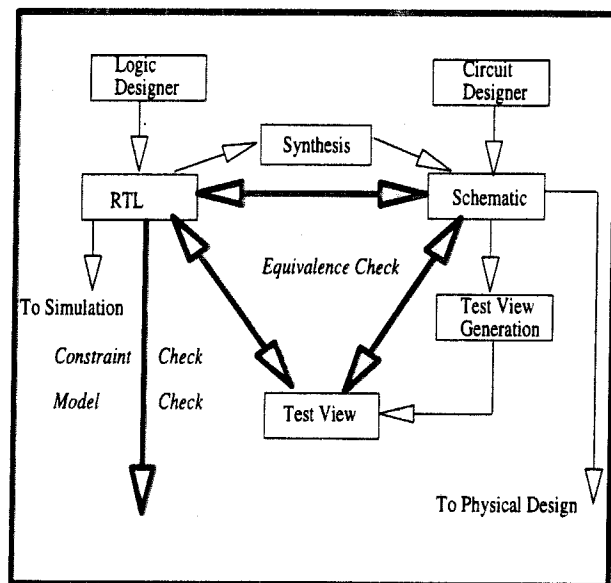 Logic
Designer
Circuit
Designer
Synthesis
RTL
Schematic
Equivalence Check
To Simulation
Test View
Generation
Constraint Check
Model Check
Test View
To Physical Design